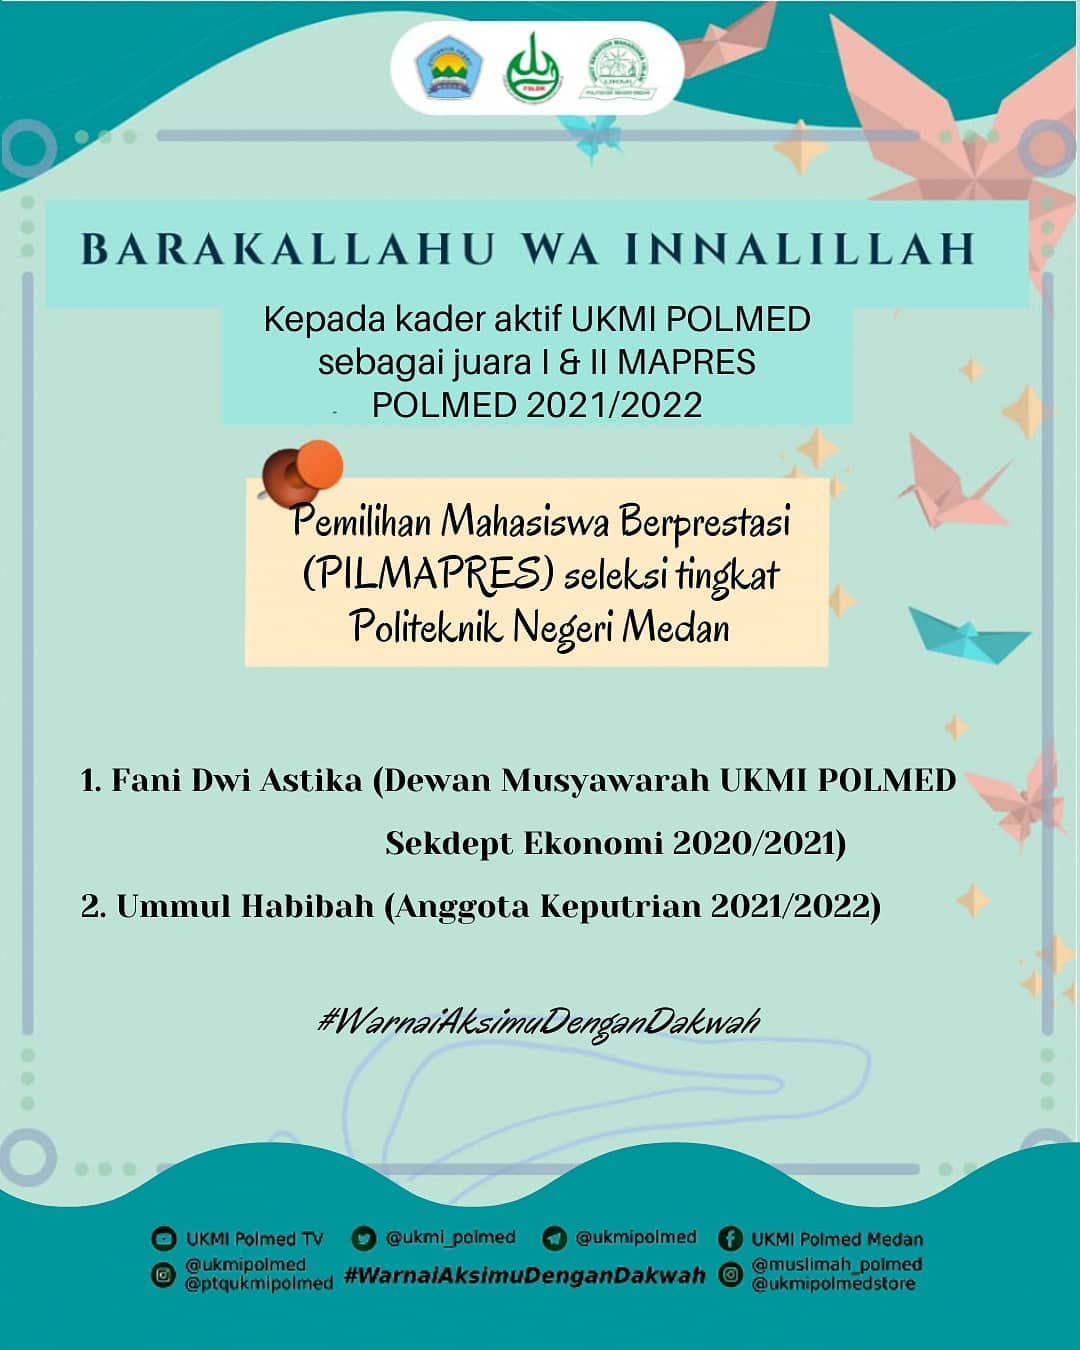 BARAKALLAHU WA INNALILLAH
Kepada kader aktif UKMI POLMED
sebagai juara I & II MAPRES
POLMED 2021/2022
Pemilihan Mahasiswa Berprestasi
(PILMAPRES) seleksi tingkat
Politeknik Negeri Medan
1. Fani Dwi Astika (Dewan Musyawarah UKMI POLMED
Sekdept Ekonomi 2020/2021)
2. Ummul Habibah (Anggota Keputrian 2021/2022)
#WarnaiAksimuDenganDakwah
UKMI Polmed TV
@ukmi_polmed
@ukmipolmed
UKMI Polmed Medan
@ukmipolmed
@ptqukmipolmed
#WarnaiAksimuDenganDakwah
@muslimah_polmed
@ukmipolmedstore